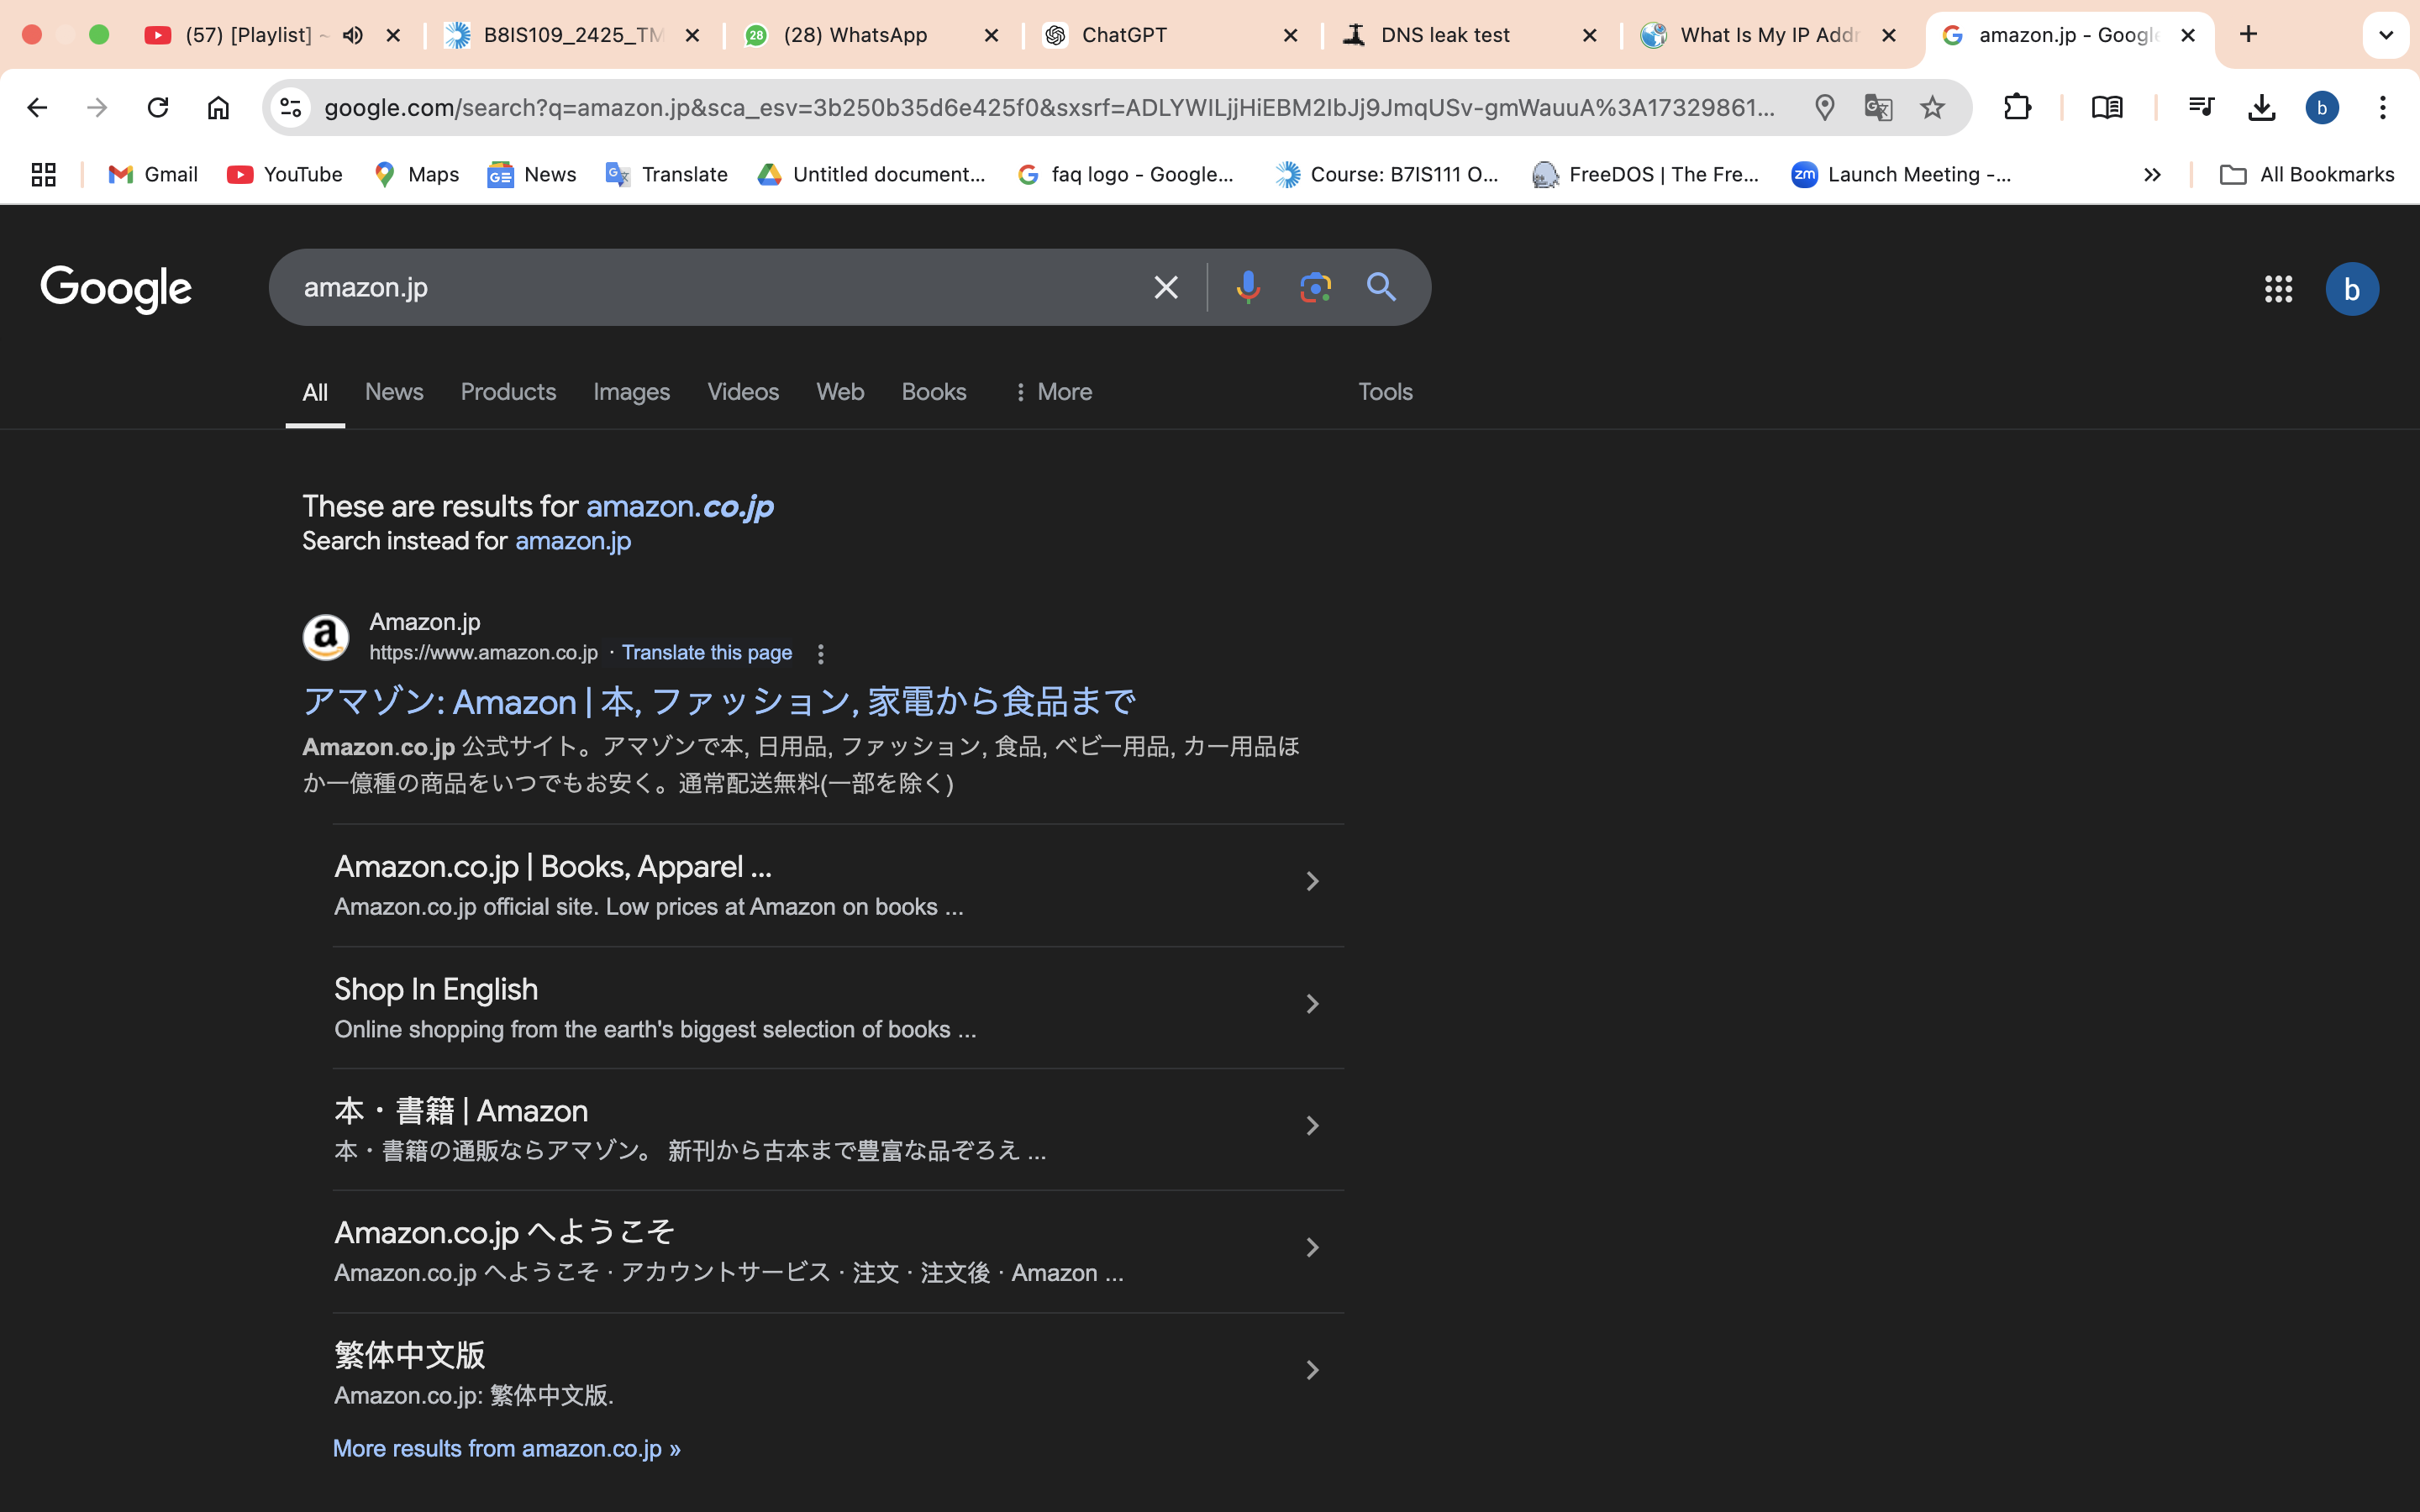 (57) [Playlist] ~
B8IS109_2425_TM
28
(28) WhatsApp
ChatGPT
DNS leak test
What Is My IP Addr
amazon.jp - Google
google.com/search?q=amazon.jp&sca_esv=3b250b35d6e425f0&sxsrf=ADLYWILjjHiEBM2IbJj9JmqUSv-gmWauuA%3A17329861...
b
Gmail
YouTube
Maps
News
Translate
Untitled document...
faq logo - Google...
Course: B7IS111 O...
FreeDOS | The Fre...
zm
Launch Meeting -...
All Bookmarks
Google
amazon.jp
b
All
News
Products
Images
Videos
Web
Books
More
Tools
These are results for amazon.co.jp
Search instead for amazon.jp
Amazon.jp
https://www.amazon.co.jp · Translate this page
アマゾン: Amazon | 本, ファッション, 家電から食品まで
Amazon.co.jp 公式サイト。アマゾンで本, 日用品, ファッション, 食品, ベビー用品, カー用品ほ
か一億種の商品をいつでもお安く。通常配送無料(一部を除く)
Amazon.co.jp | Books, Apparel ...
Amazon.co.jp official site. Low prices at Amazon on books ...
Shop In English
Online shopping from the earth's biggest selection of books ...
本・書籍 | Amazon
本・書籍の通販ならアマゾン。 新刊から古本まで豊富な品ぞろえ ...
Amazon.co.jp へようこそ
Amazon.co.jp へようこそ · アカウントサービス · 注文 · 注文後 · Amazon ...
繁体中文版
Amazon.co.jp: 繁体中文版.
More results from amazon.co.jp »